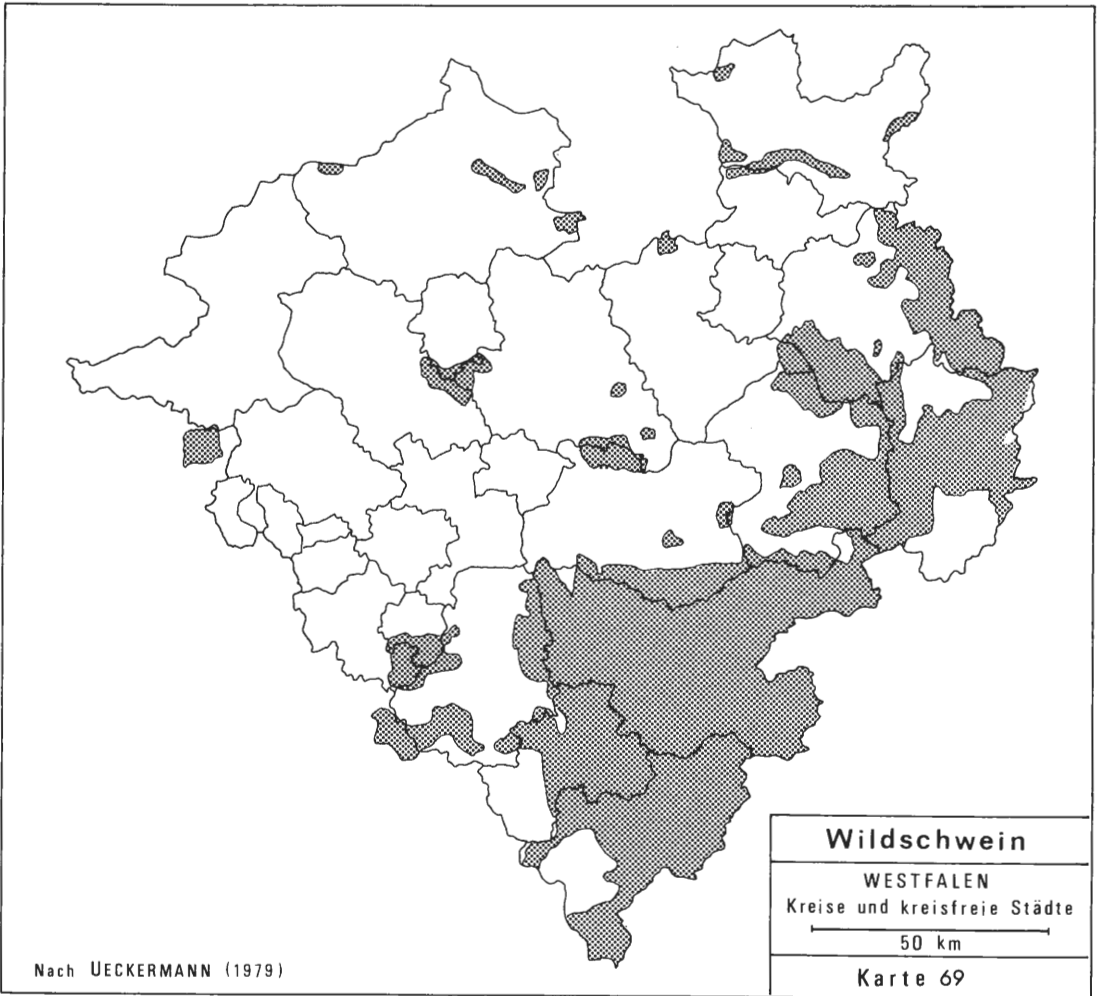 Wildschwein
WESTFALEN
Kreise und kreisfreie Städte
50 km
Karte 69
Nach UECKERMANN (1979)